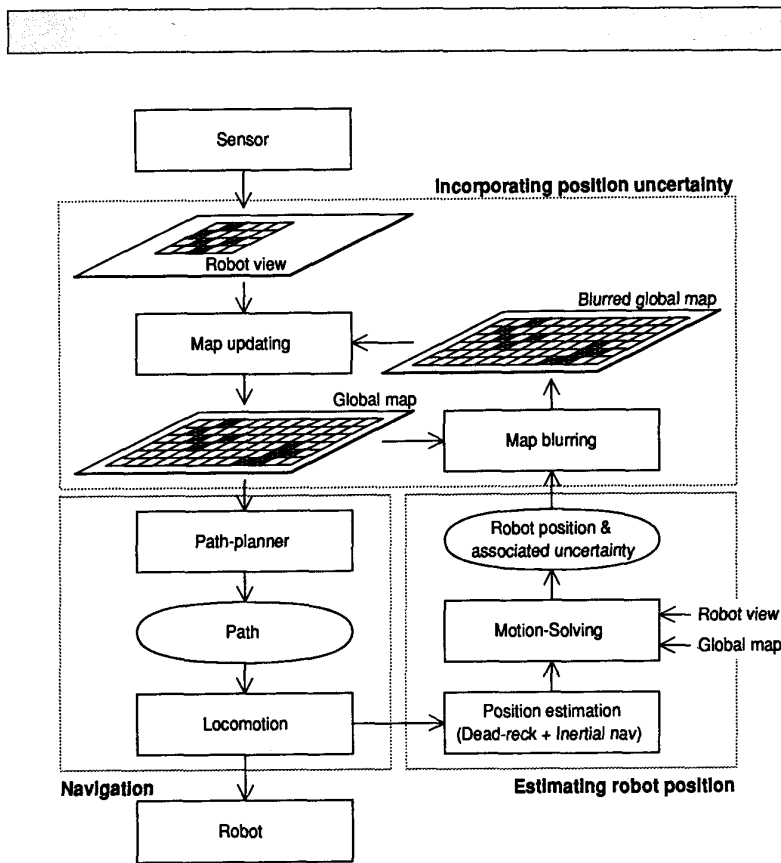 Sensor
Incorporating position uncertainty
Robot view
Blurred global map
Map updating
Global map
Map blurring
Path-planner
Robot position &
associated uncertainty
Path
Motion-Solving
Robot view
Global map
Locomotion
Position estimation
(Dead-reck + Inertial nav)
Navigation
Estimating robot position
Robot